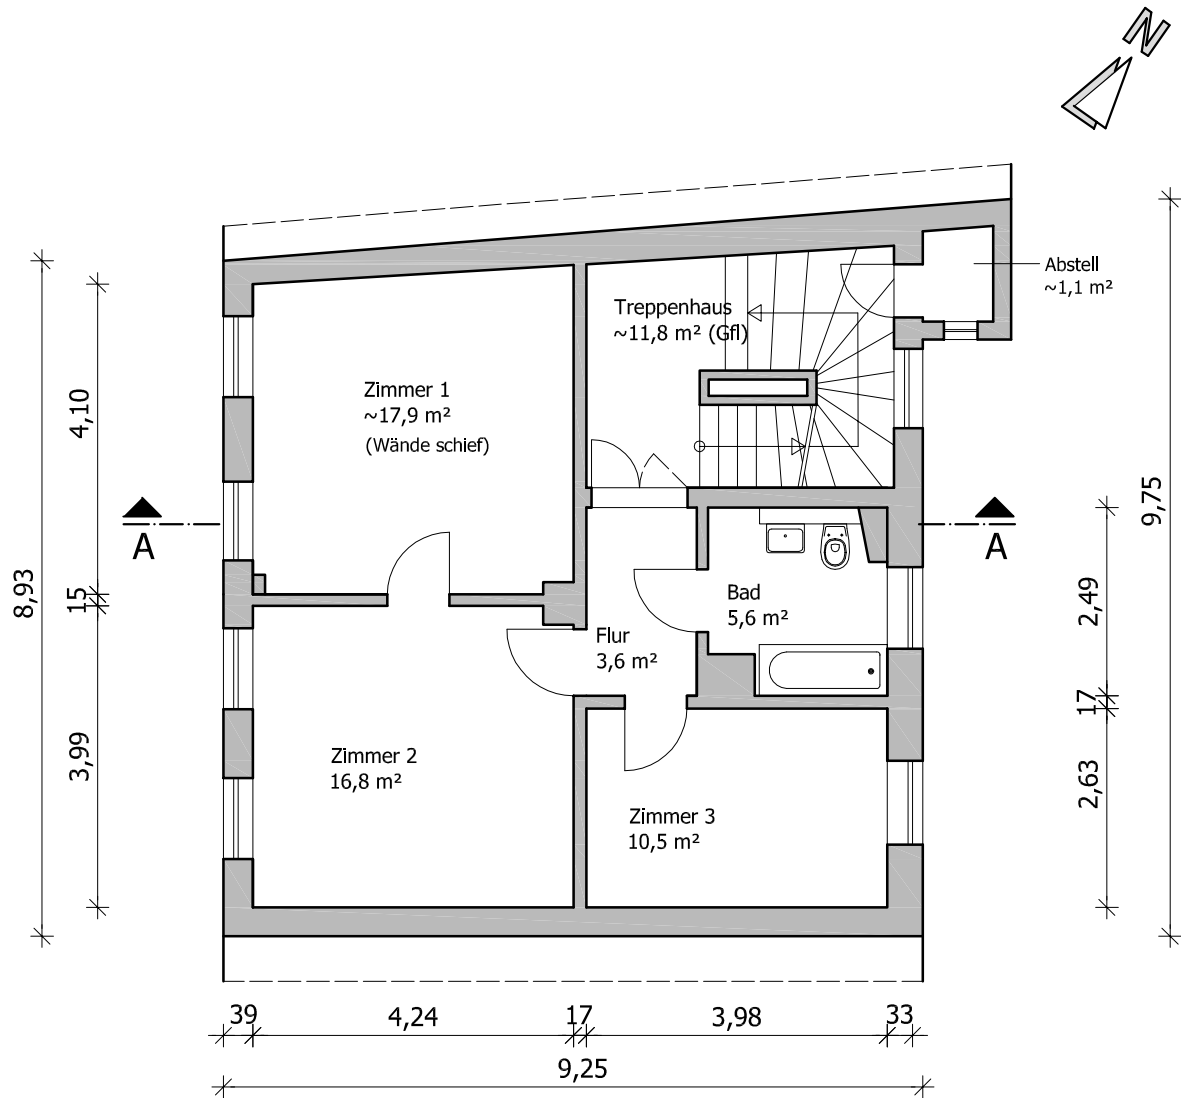 N
Abstell
~1,1 m²
Treppenhaus
~11,8 m² (Gfl)
Zimmer 1
~17,9 m²
(Wände schief)
4,10
9,75
A
A
8,93
15
Bad
5,6 m²
2,49
Flur
3,6 m²
17
3,99
Zimmer 2
16,8 m²
2,63
Zimmer 3
10,5 m²
39
4,24
17
3,98
33
9,25